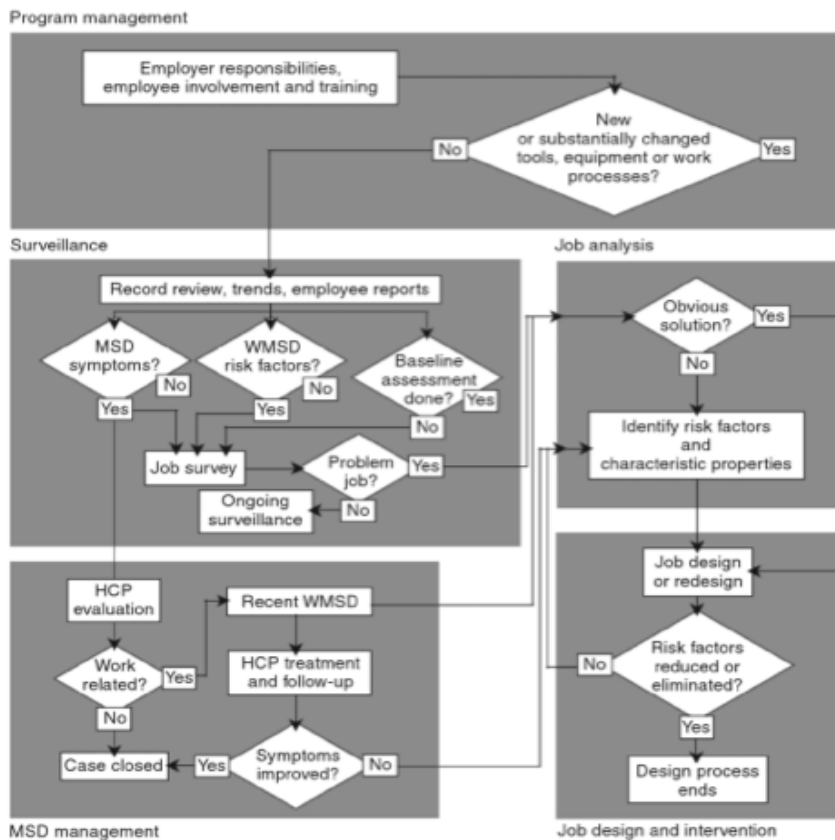 Program management
Employer responsibilities,
employee involvement and training
New
or substantially changed
tools, equipment or work
processes?
No
Yes
Surveillance
Record review, trends, employee reports
MSD
symptoms?
No
Yes
WMSD
risk factors?
No
Yes
Baseline
assessment
done?
Yes
No
Job survey
Problem
job?
Yes
No
Ongoing
surveillance
Job analysis
Obvious
solution?
Yes
No
Identify risk factors
and
characteristic properties
HCP
evaluation
Work
related?
Yes
No
Case closed
Recent WMSD
HCP treatment
and follow-up
Symptoms
improved?
Yes
No
MSD management
Job design
or redesign
Risk factors
reduced or
eliminated?
No
Yes
Design process
ends
Job design and intervention